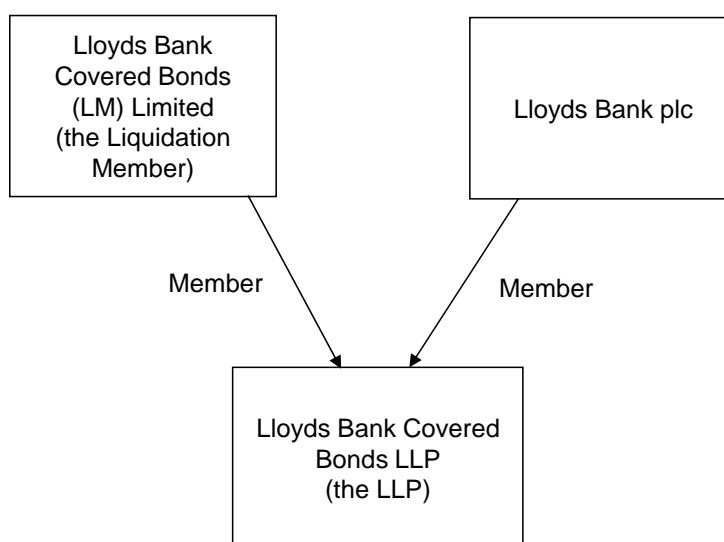 Lloyds Bank
Covered Bonds
(LM) Limited
(the Liquidation
Member)
Lloyds Bank plc
Member
Member
Lloyds Bank Covered
Bonds LLP
(the LLP)